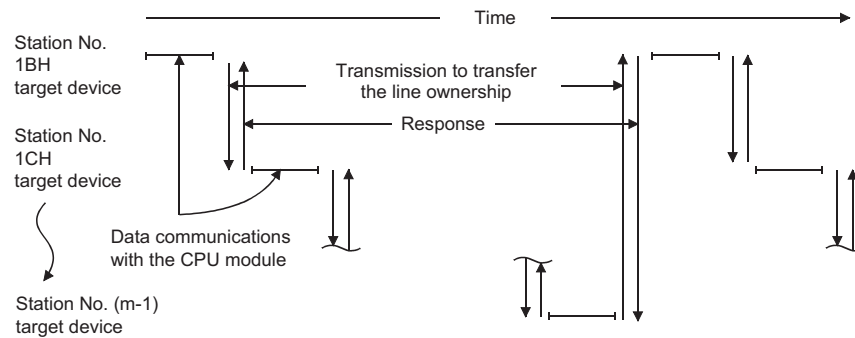 Time
Station No.
1BH
target device
Transmission to transfer
the line ownership
Station No.
1CH
target device
Response
Data communications
with the CPU module
Station No. (m-1)
target device